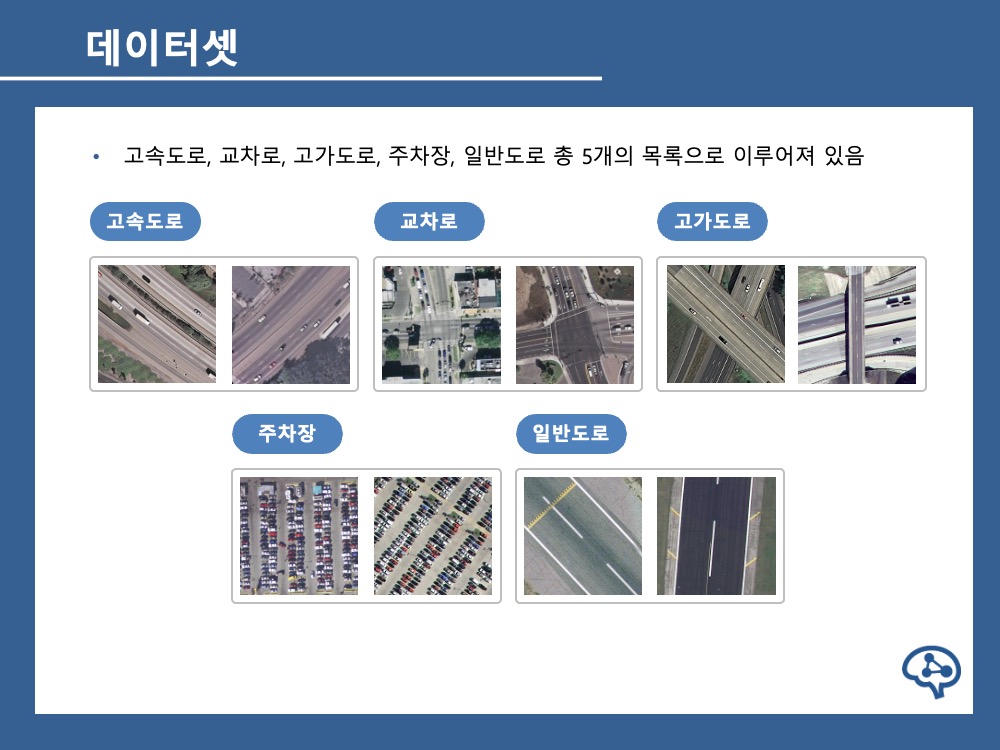 데이터셋
• 고속도로, 교차로, 고가도로, 주차장, 일반도로 총 5개의 목록으로 이루어져 있음
고속도로
교차로
고가도로
주차장
일반도로